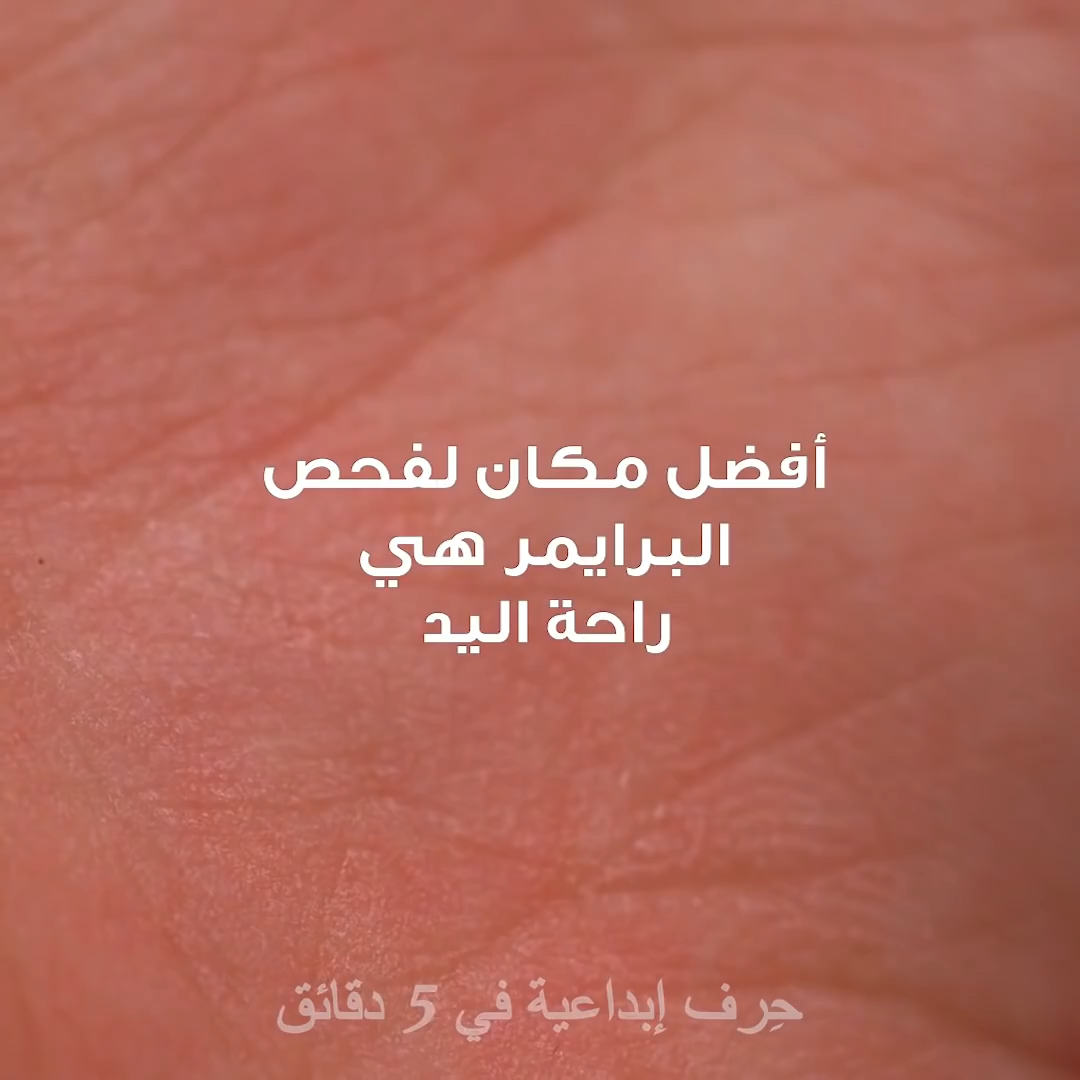 أفضل مكان لفحص
البرايمر هي
راحة اليد
حِرف إبداعية في 5 دقائق